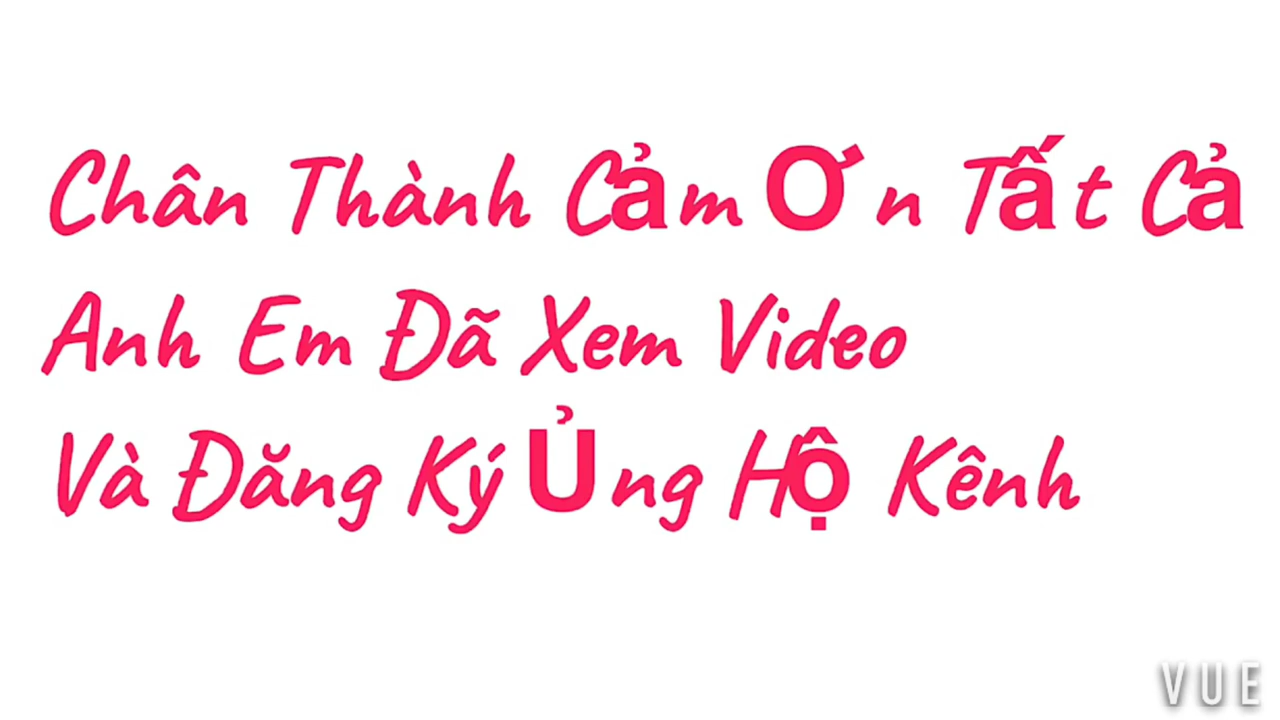 Chân Thành Cảm Ơn Tất Cả
Anh Em Đã Xem Video
Và Đăng Ký Ủng Hộ Kênh
VUE